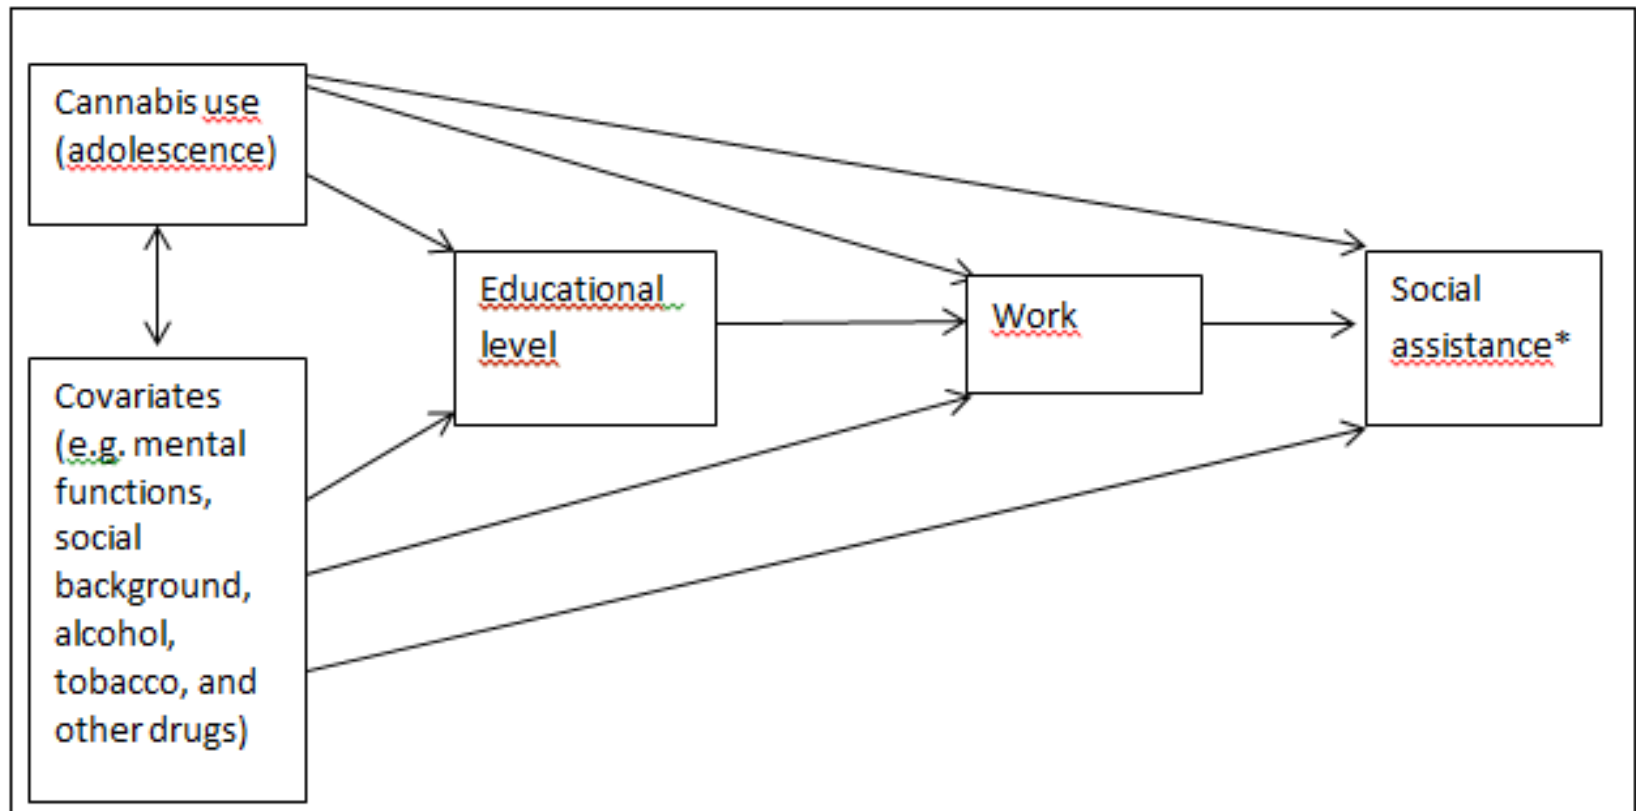 Cannabis use
(adolescence)
Educational
level
Work
Social
assistance*
Covariates
(e.g. mental
functions,
social
background,
alcohol,
tobacco, and
other drugs)